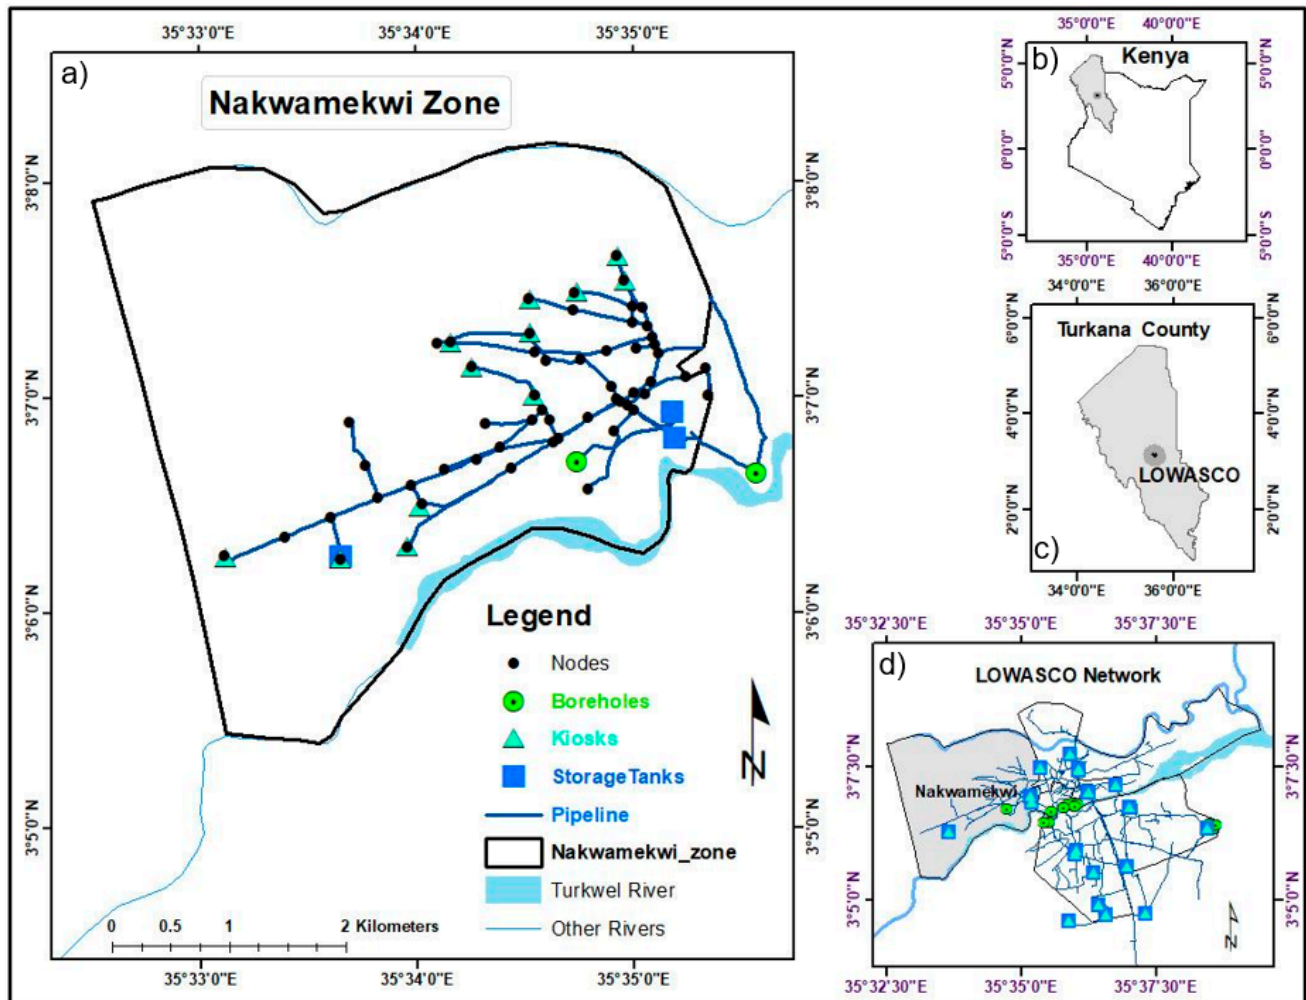 35°33'0"E 35°34'0"E 35°35'0"E
a)
Nakwamekwi Zone
3°8'0"N
3°7'0"N
3°6'0"N
3°5'0"N
3°8'0"N
3°7'0"N
3°6'0"N
3°5'0"N
Legend
Nodes
Boreholes
Kiosks
StorageTanks
Pipeline
Nakwamekwi_zone
Turkwel River
Other Rivers
N
0 0.5 1 2 Kilometers
35°33'0"E 35°34'0"E 35°35'0"E
35°0'0"E 40°0'0"E
b)
Kenya
5°0'0"N
0°0'0"
5°0'0"S
5°0'0"N
0°0'0"
5°0'0"S
35°0'0"E 40°0'0"E
34°0'0"E 36°0'0"E
Turkana County
6°0'0"N
4°0'0"N
2°0'0"N
6°0'0"N
4°0'0"N
2°0'0"N
LOWASCO
c)
34°0'0"E 36°0'0"E
35°32'30"E 35°35'0"E 35°37'30"E
d)
LOWASCO Network
3°7'30"N
3°5'0"N
3°7'30"N
3°5'0"N
Nakwamekwi
N
35°32'30"E 35°35'0"E 35°37'30"E